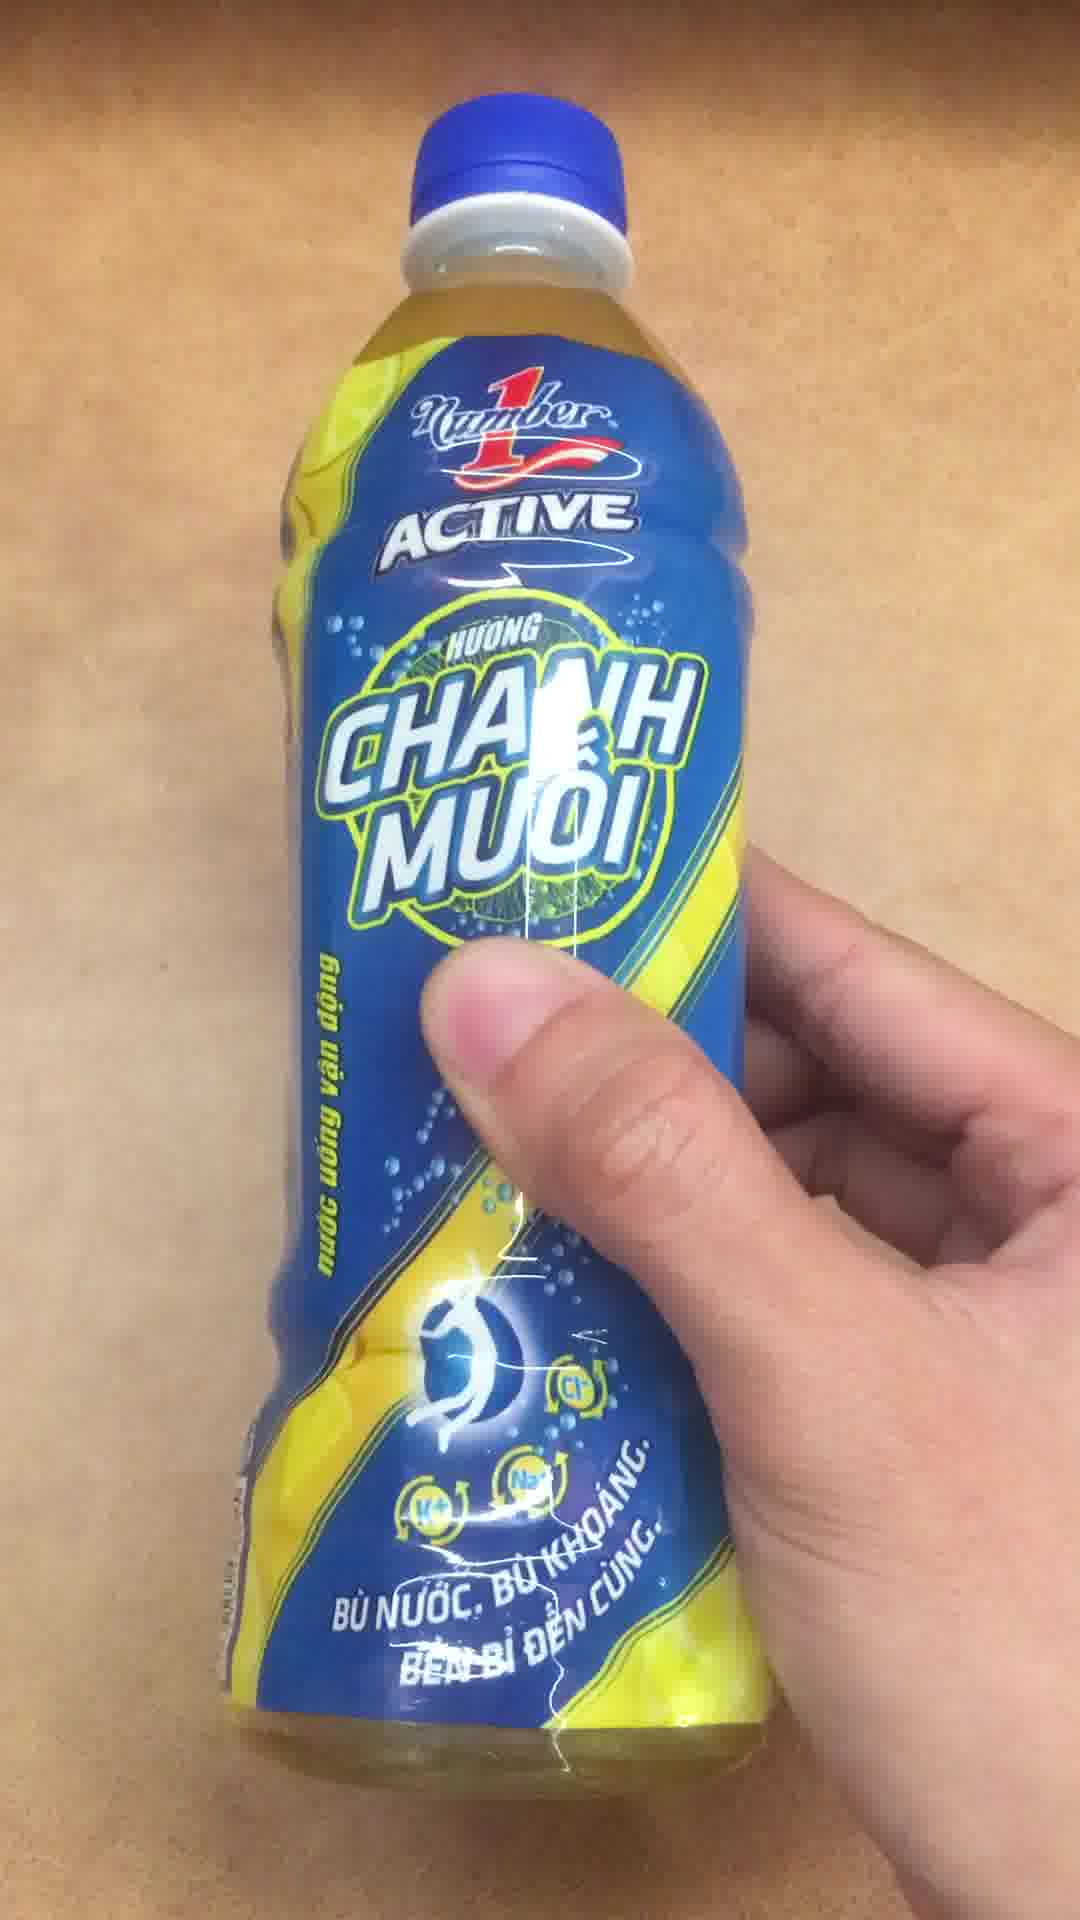 Number 1
ACTIVE
HƯƠNG
CHANH
MUỐI
nước uống vận động
Cl-
Na+
K+
BÙ NƯỚC. BÙ KHOÁNG.
BỀN BỈ ĐẾN CÙNG.